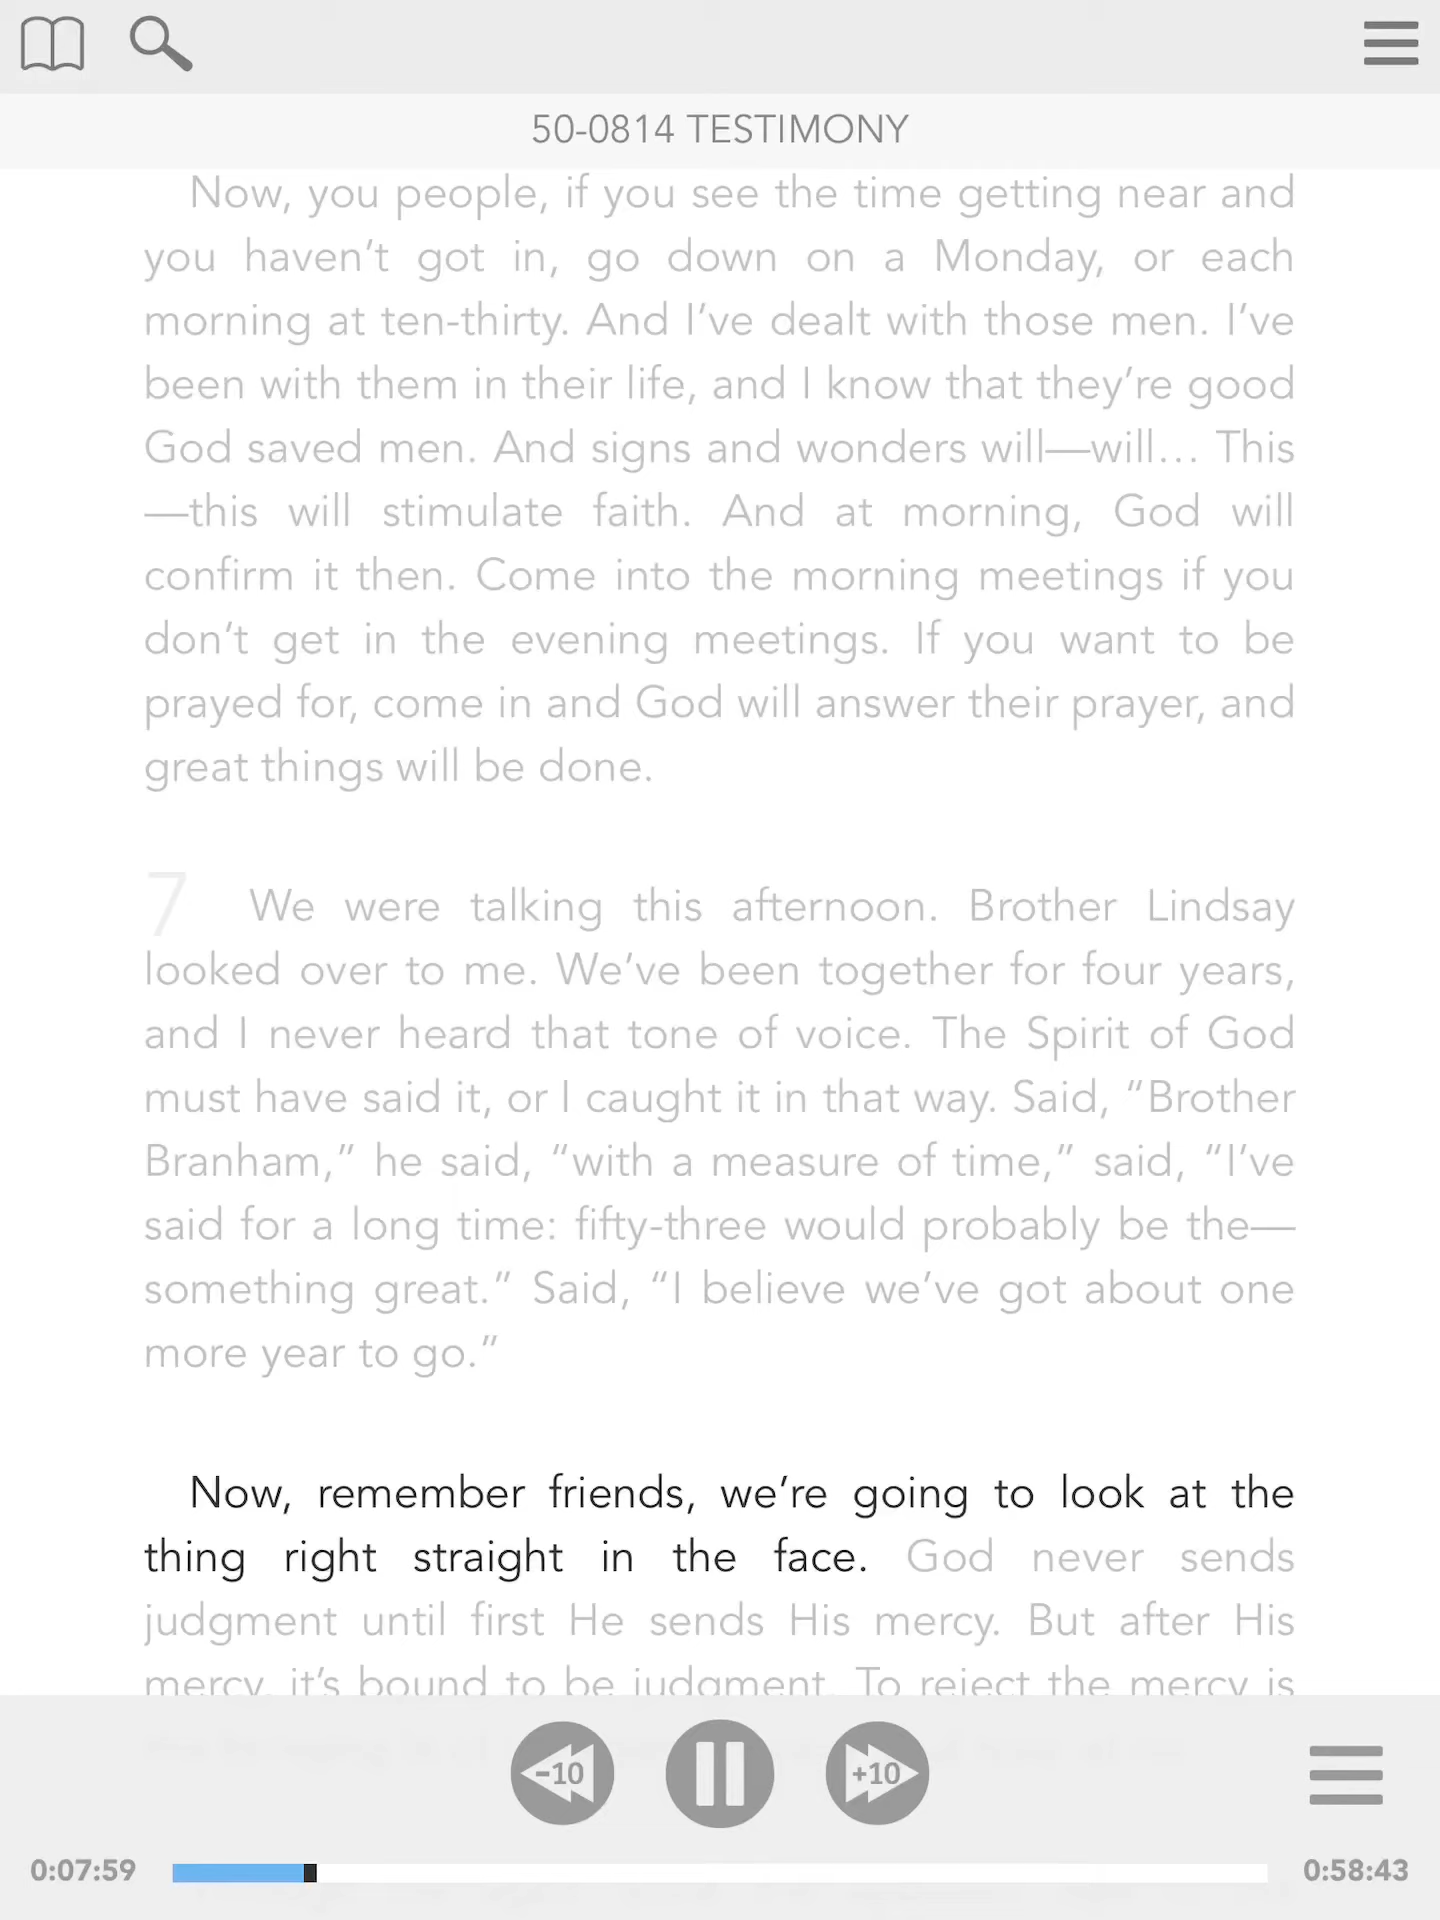 50-0814 TESTIMONY
Now, you people, if you see the time getting near and
you haven’t got in, go down on a Monday, or each
morning at ten-thirty. And I’ve dealt with those men. I’ve
been with them in their life, and I know that they’re good
God saved men. And signs and wonders will—will… This
—this will stimulate faith. And at morning, God will
confirm it then. Come into the morning meetings if you
don’t get in the evening meetings. If you want to be
prayed for, come in and God will answer their prayer, and
great things will be done.
7 We were talking this afternoon. Brother Lindsay
looked over to me. We’ve been together for four years,
and I never heard that tone of voice. The Spirit of God
must have said it, or I caught it in that way. Said, “Brother
Branham,” he said, “with a measure of time,” said, “I’ve
said for a long time: fifty-three would probably be the—
something great.” Said, “I believe we’ve got about one
more year to go.”
Now, remember friends, we’re going to look at the
thing right straight in the face. God never sends
judgment until first He sends His mercy. But after His
mercy, it’s bound to be judgment. To reject the mercy is
-10 +10
0:07:59 0:58:43